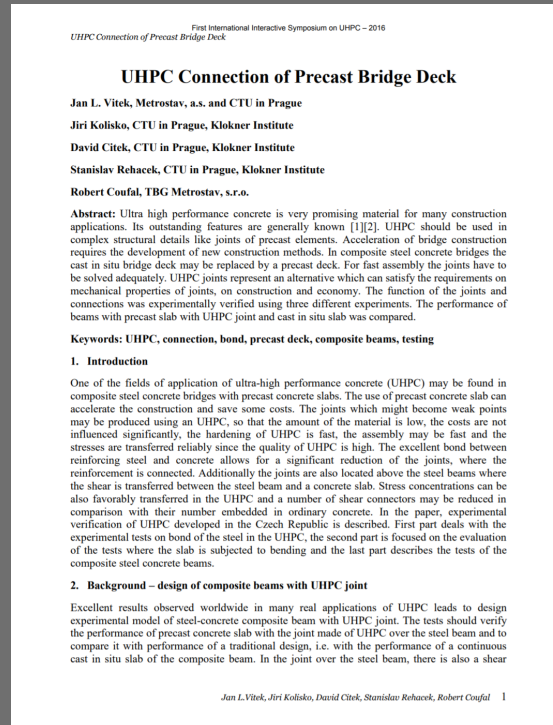 First International Interactive Symposium on UHPC – 2016
UHPC Connection of Precast Bridge Deck
UHPC Connection of Precast Bridge Deck
Jan L. Vitek, Metrostav, a.s. and CTU in Prague
Jiri Kolisko, CTU in Prague, Klokner Institute
David Citek, CTU in Prague, Klokner Institute
Stanislav Rehacek, CTU in Prague, Klokner Institute
Robert Coufal, TBG Metrostav, s.r.o.
Abstract: Ultra high performance concrete is very promising material for many construction
applications. Its outstanding features are generally known [1][2]. UHPC should be used in
complex structural details like joints of precast elements. Acceleration of bridge construction
requires the development of new construction methods. In composite steel concrete bridges the
cast in situ bridge deck may be replaced by a precast deck. For fast assembly the joints have to
be solved adequately. UHPC joints represent an alternative which can satisfy the requirements on
mechanical properties of joints, on construction and economy. The function of the joints and
connections was experimentally verified using three different experiments. The performance of
beams with precast slab with UHPC joint and cast in situ slab was compared.
Keywords: UHPC, connection, bond, precast deck, composite beams, testing
1. Introduction
One of the fields of application of ultra-high performance concrete (UHPC) may be found in
composite steel concrete bridges with precast concrete slabs. The use of precast concrete slab can
accelerate the construction and save some costs. The joints which might become weak points
may be produced using an UHPC, so that the amount of the material is low, the costs are not
influenced significantly, the hardening of UHPC is fast, the assembly may be fast and the
stresses are transferred reliably since the quality of UHPC is high. The excellent bond between
reinforcing steel and concrete allows for a significant reduction of the joints, where the
reinforcement is connected. Additionally the joints are also located above the steel beams where
the shear is transferred between the steel beam and a concrete slab. Stress concentrations can be
also favorably transferred in the UHPC and a number of shear connectors may be reduced in
comparison with their number embedded in ordinary concrete. In the paper, experimental
verification of UHPC developed in the Czech Republic is described. First part deals with the
experimental tests on bond of the steel in the UHPC, the second part is focused on the evaluation
of the tests where the slab is subjected to bending and the last part describes the tests of the
composite steel concrete beams.
2. Background – design of composite beams with UHPC joint
Excellent results observed worldwide in many real applications of UHPC leads to design
experimental model of steel-concrete composite beam with UHPC joint. The tests should verify
the performance of precast concrete slab with the joint made of UHPC over the steel beam and to
compare it with performance of a traditional design, i.e. with the performance of a continuous
cast in situ slab of the composite beam. In the joint over the steel beam, there is also a shear
Jan L.Vitek, Jiri Kolisko, David Citek, Stanislav Rehacek, Robert Coufal 1